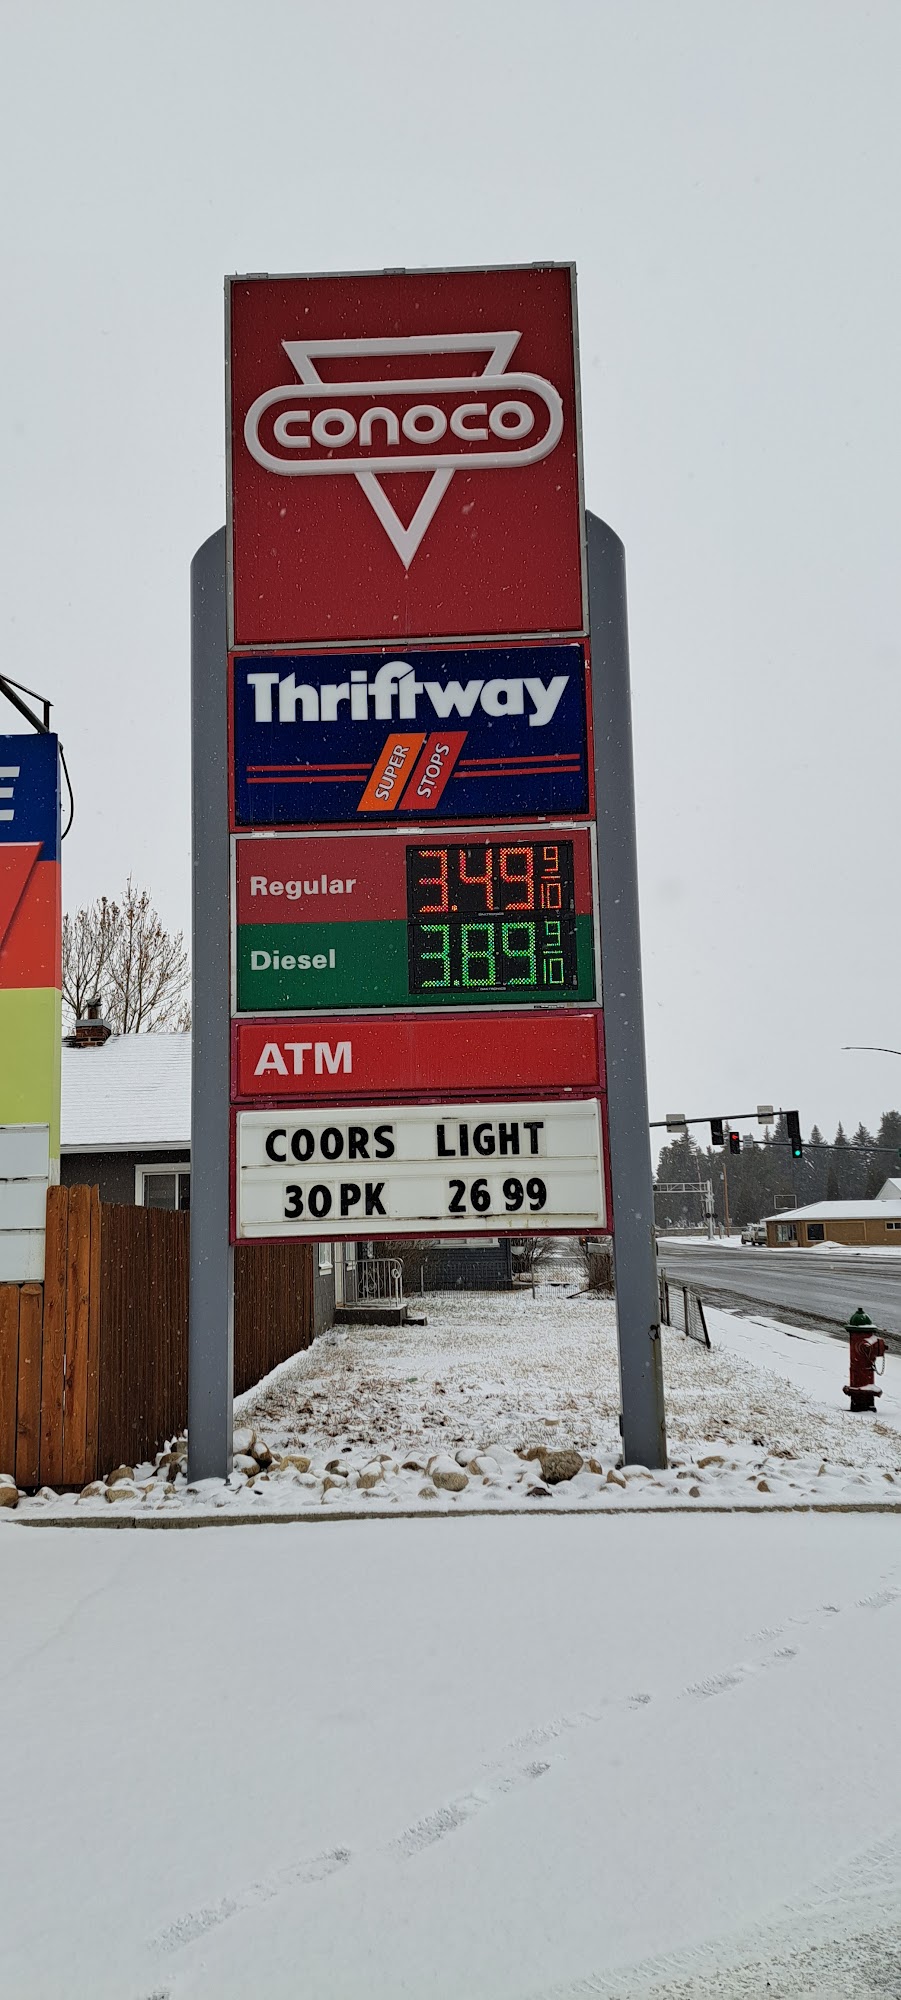 CONOCO
Thriftway
SUPER STOPS
Regular 3.49 9/10
Diesel 3.89 9/10
ATM
COORS LIGHT
30PK 26 99
E